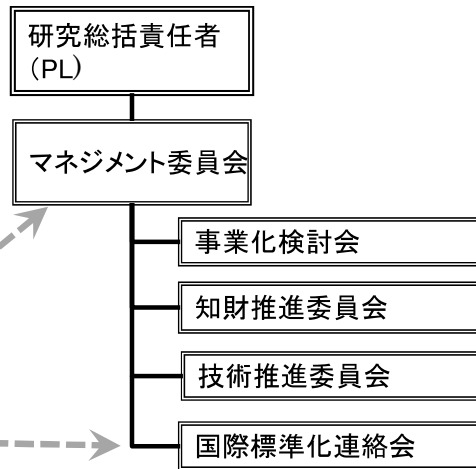 研究総括責任者
(PL)
マネジメント委員会
事業化検討会
知財推進委員会
技術推進委員会
国際標準化連絡会